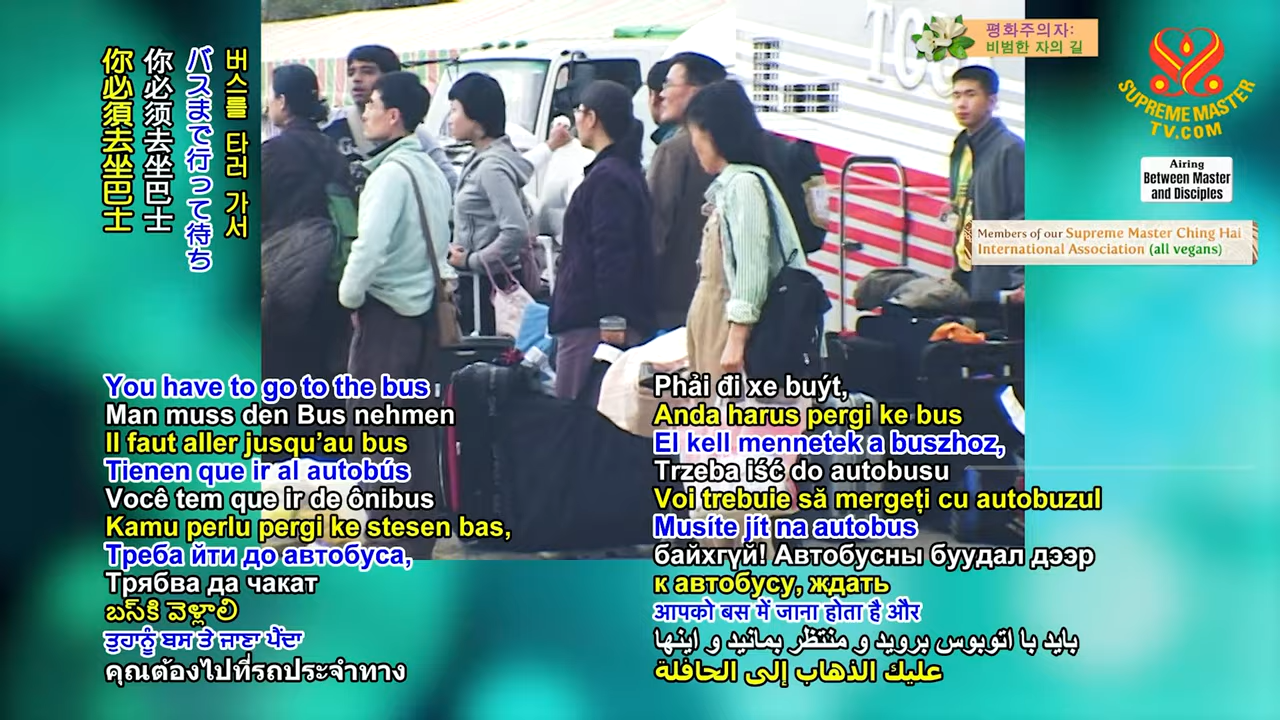 你必須去坐巴士
你必须去坐巴士
バスまで行って待ち
버스를 타러 가서
평화주의자:
비범한 자의 길
SUPREME MASTER
TV.COM
Airing
Between Master
and Disciples
Members of our Supreme Master Ching Hai
International Association (all vegans)
You have to go to the bus
Man muss den Bus nehmen
Il faut aller jusqu’au bus
Tienen que ir al autobús
Você tem que ir de ônibus
Kamu perlu pergi ke stesen bas,
Треба йти до автобуса,
Трябва да чакат
బస్‌కి వెళ్లాలి
ਤੁਹਾਨੂੰ ਬਸ ਤੇ ਜਾਣਾ ਪੈਂਦਾ
คุณต้องไปที่รถประจำทาง
Phải đi xe buýt,
Anda harus pergi ke bus
El kell mennetek a buszhoz,
Trzeba iść do autobusu
Voi trebuie să mergeți cu autobuzul
Musíte jít na autobus
байхгүй! Автобусны буудал дээр
к автобусу, ждать
आपको बस में जाना होता है और
باید با اتوبوس بروید و منتظر بمانید و اینها
عليك الذهاب إلى الحافلة